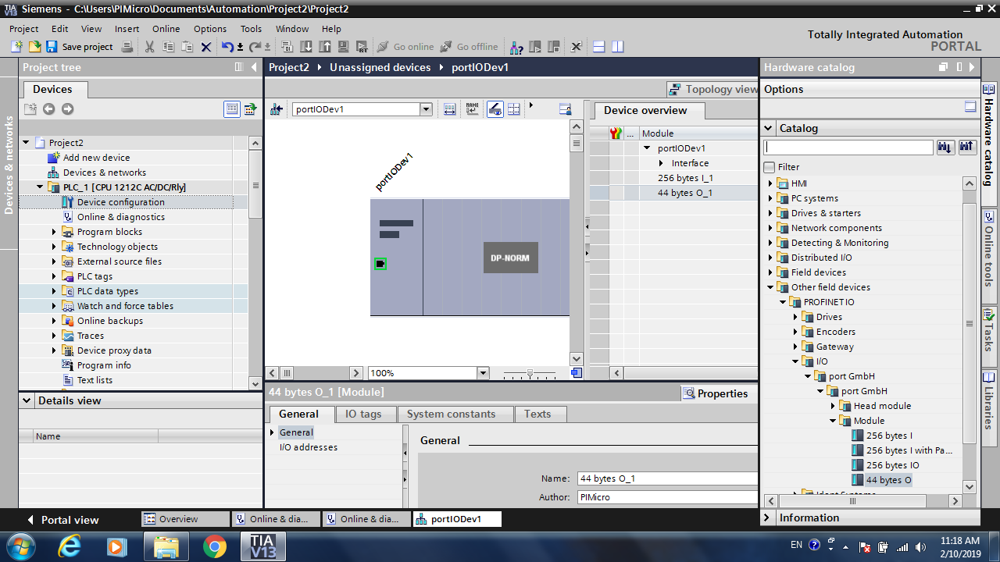 TIA V13 Siemens - C:\Users\PIMicro\Documents\Automation\Project2\Project2
Project Edit View Insert Online Options Tools Window Help
Save project Go online Go offline
Totally Integrated Automation
PORTAL
Project tree
Devices
Devices & networks
Project2
Add new device
Devices & networks
PLC_1 [CPU 1212C AC/DC/Rly]
Device configuration
Online & diagnostics
Program blocks
Technology objects
External source files
PLC tags
PLC data types
Watch and force tables
Online backups
Traces
Device proxy data
Program info
Text lists
Details view
Name
Project2 Unassigned devices portIODev1
Topology view
portIODev1
NAME
portIODev1
DP-NORM
100%
Device overview
... Module
portIODev1
Interface
256 bytes I_1
44 bytes O_1
44 bytes O_1 [Module]
Properties
General IO tags System constants Texts
General
I/O addresses
General
Name: 44 bytes O_1
Author: PIMicro
Hardware catalog
Options
Catalog
Filter
HMI
PC systems
Drives & starters
Network components
Detecting & Monitoring
Distributed I/O
Field devices
Other field devices
PROFINET IO
Drives
Encoders
Gateway
I/O
port GmbH
port GmbH
Head module
Module
256 bytes I
256 bytes I with Pa...
256 bytes IO
44 bytes O
Ident Systems
Information
Hardware catalog
Online tools
Tasks
Libraries
Portal view Overview Online & dia... Online & dia... portIODev1
TIA V13
EN
11:18 AM
2/10/2019